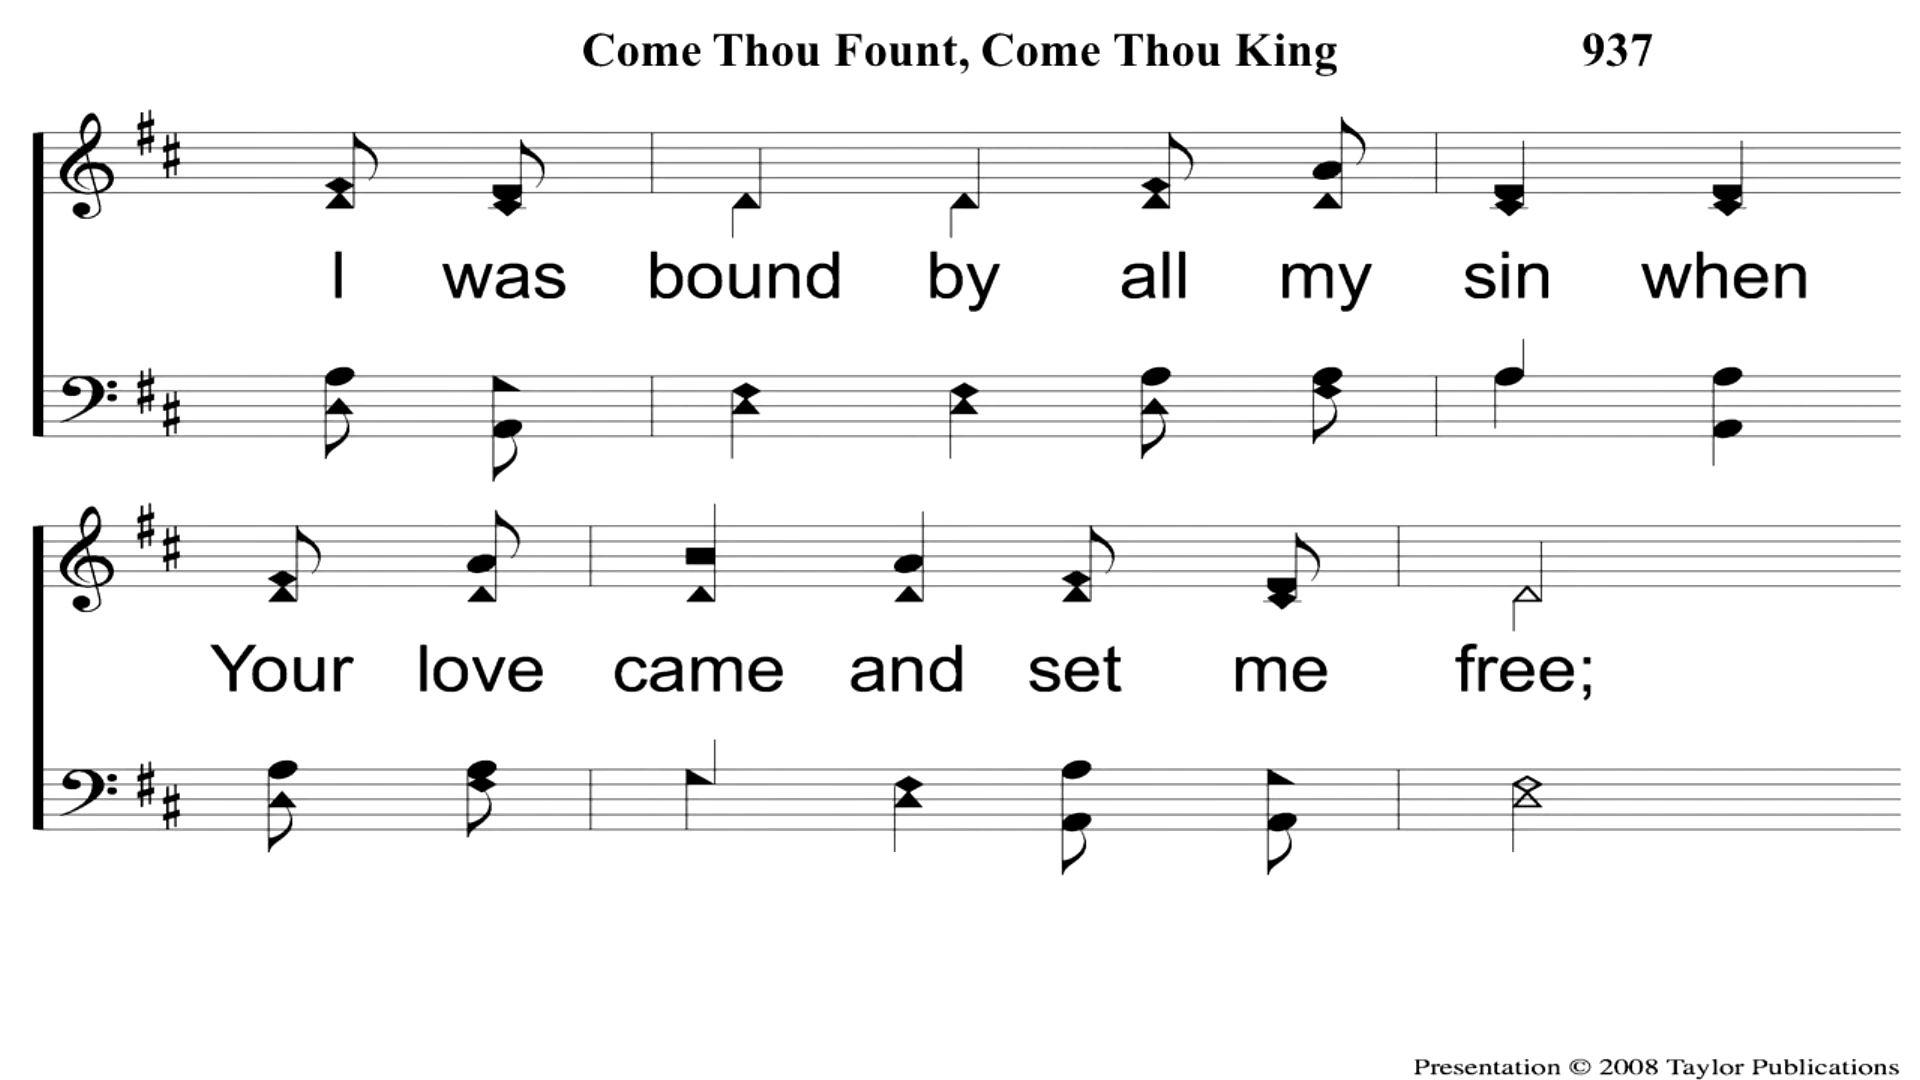 Come Thou Fount, Come Thou King 937
I was bound by all my sin when
Your love came and set me free;
Presentation © 2008 Taylor Publications